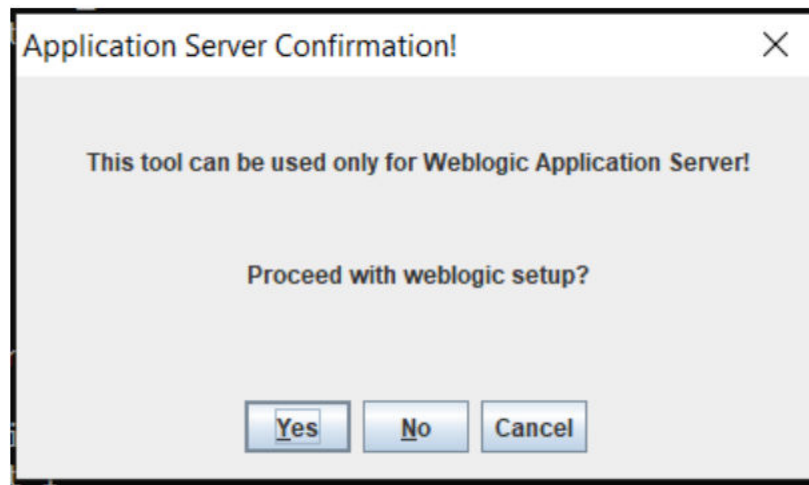 Application Server Confirmation!
This tool can be used only for Weblogic Application Server!
Proceed with weblogic setup?
Yes No Cancel